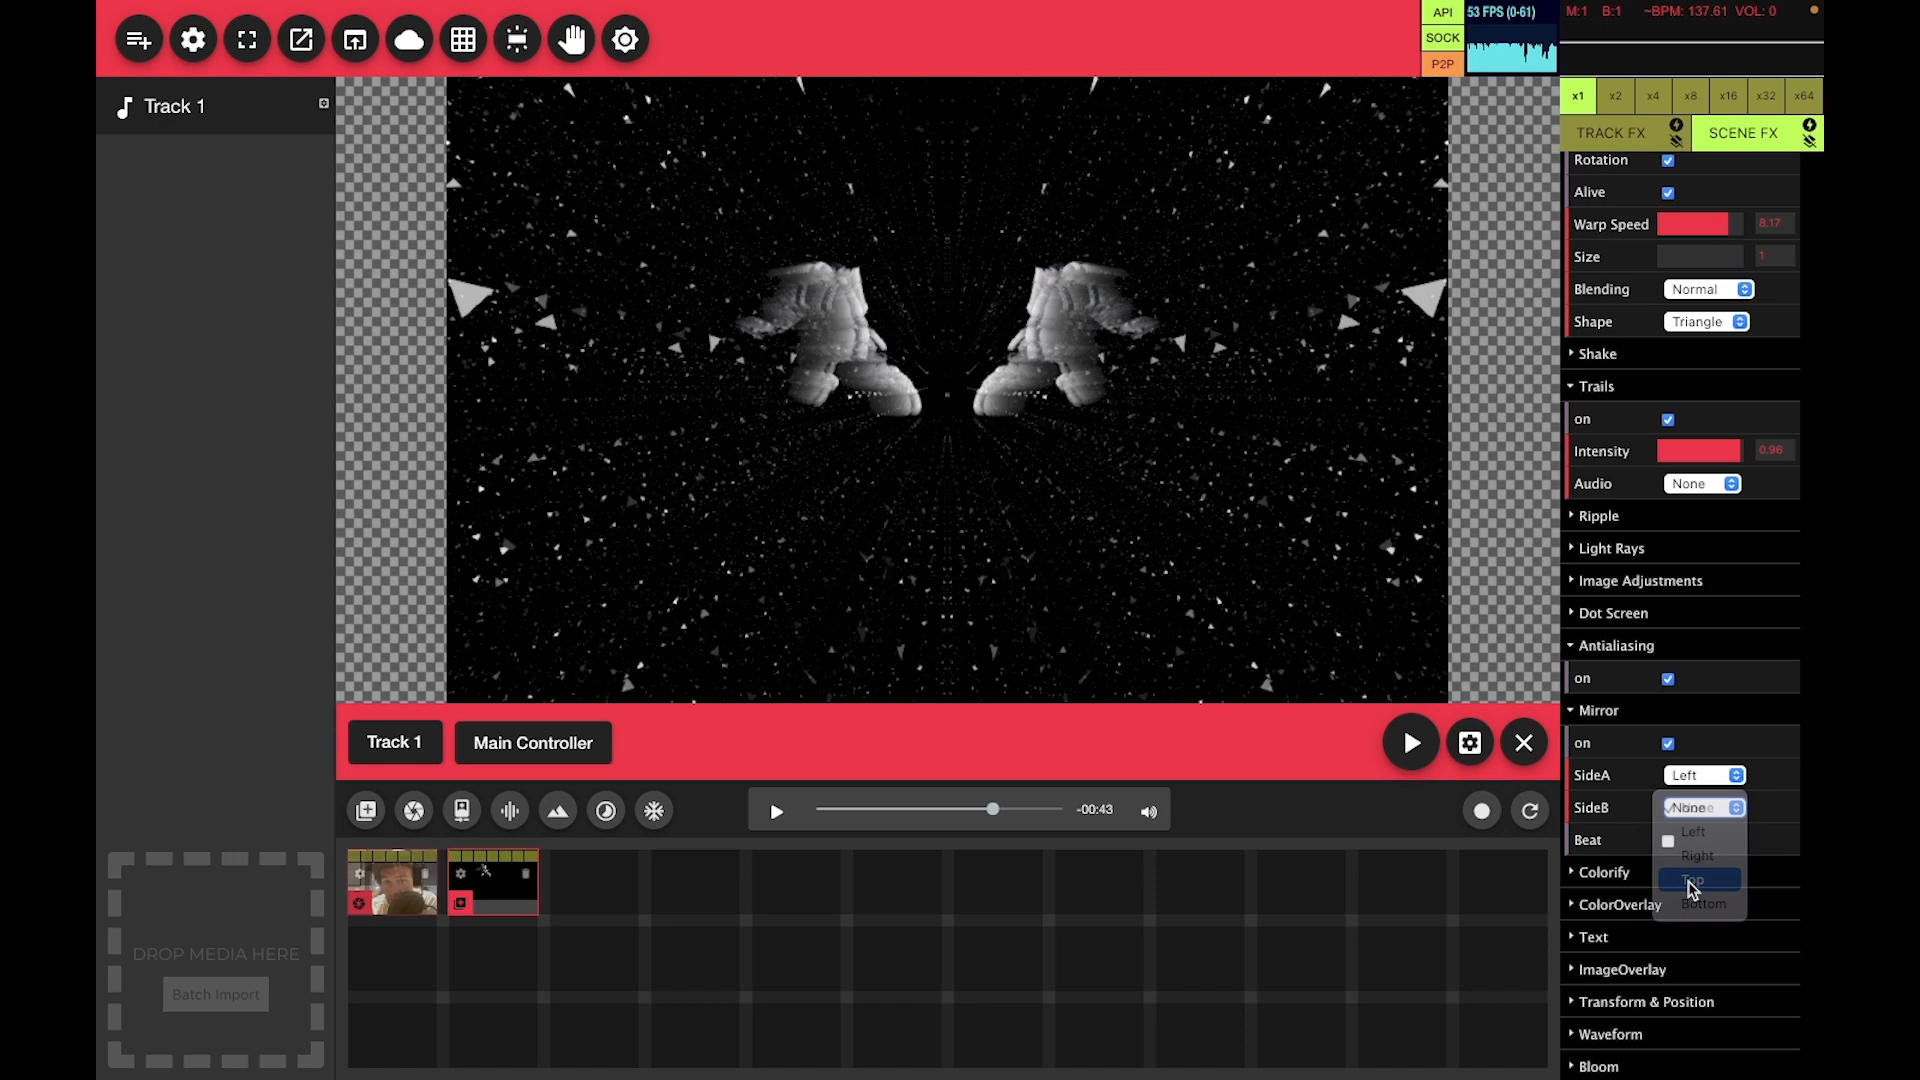 API
SOCK
P2P
53 FPS (0-61)
M:1 B:1 ~BPM: 137.61 VOL: 0
Track 1
x1 x2 x4 x8 x16 x32 x64
TRACK FX
SCENE FX
Rotation
Alive
Warp Speed 8.17
Size 1
Blending Normal
Shape Triangle
Shake
Trails
on
Intensity 0.96
Audio None
Ripple
Light Rays
Image Adjustments
Dot Screen
Antialiasing
on
Mirror
on
SideA Left
SideB None
Left
Beat
Right
Colorify
Top
ColorOverlay
Bottom
Text
ImageOverlay
Transform & Position
Waveform
Bloom
Track 1
Main Controller
-00:43
DROP MEDIA HERE
Batch Import